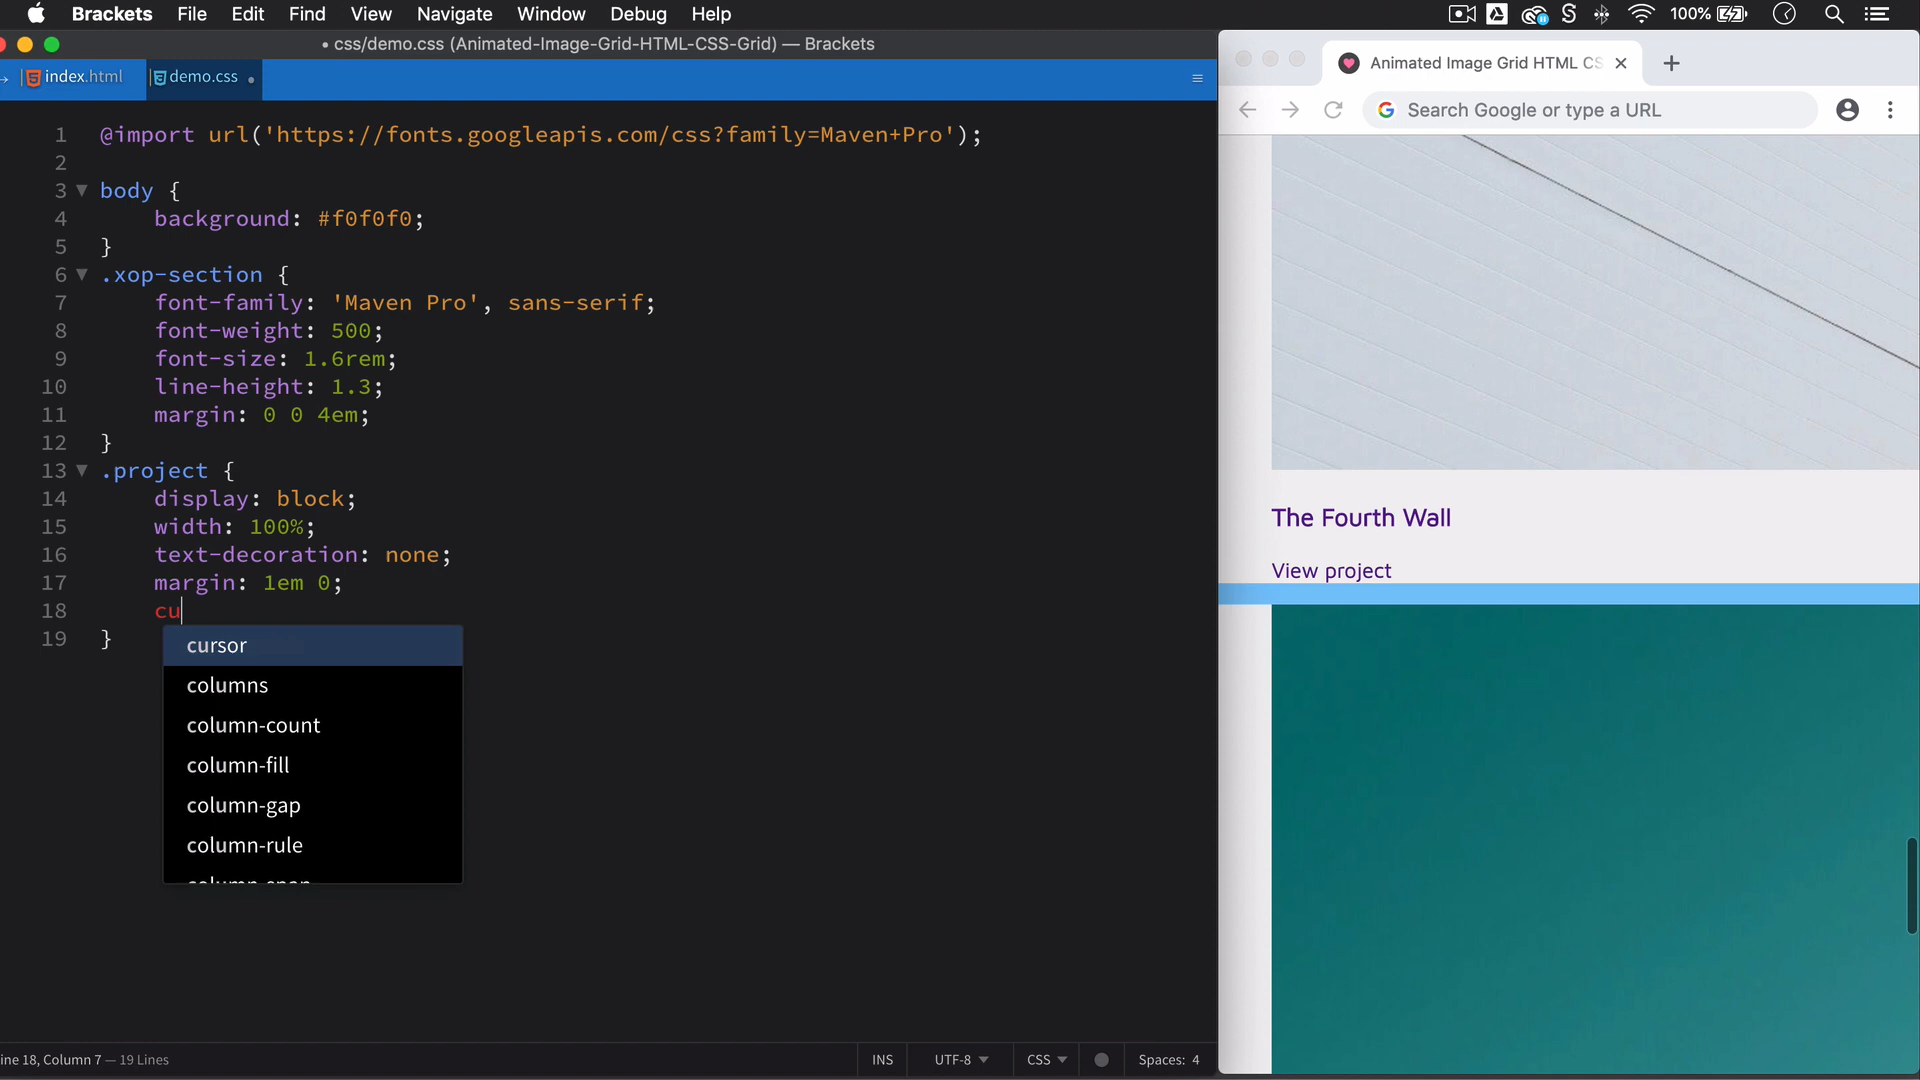 Brackets File Edit Find View Navigate Window Debug Help
100%
• css/demo.css (Animated-Image-Grid-HTML-CSS-Grid) — Brackets
index.html demo.css •
1 @import url('https://fonts.googleapis.com/css?family=Maven+Pro');
2
3 body {
4 background: #f0f0f0;
5 }
6 .xop-section {
7 font-family: 'Maven Pro', sans-serif;
8 font-weight: 500;
9 font-size: 1.6rem;
10 line-height: 1.3;
11 margin: 0 0 4em;
12 }
13 .project {
14 display: block;
15 width: 100%;
16 text-decoration: none;
17 margin: 1em 0;
18 cu
19 }
cursor
columns
column-count
column-fill
column-gap
column-rule
ine 18, Column 7 — 19 Lines
INS UTF-8 CSS Spaces: 4
Animated Image Grid HTML CS
Search Google or type a URL
The Fourth Wall
View project